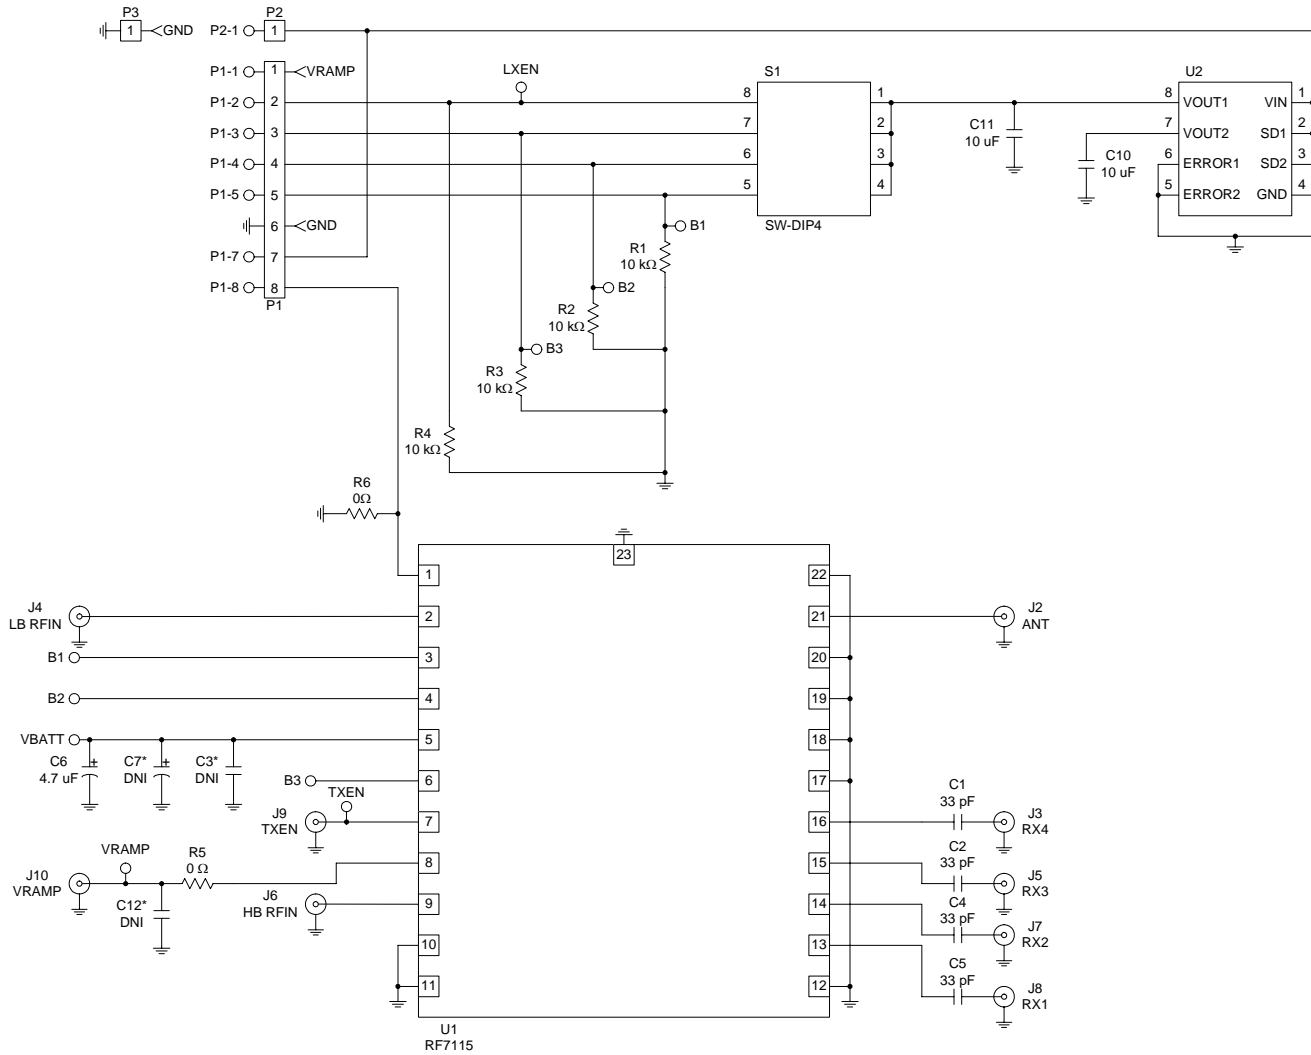 P3
1
GND
P2-1
P2
1
P1-1
1
VRAMP
P1-2
2
P1-3
3
P1-4
4
P1-5
5
6
GND
P1-7
7
P1-8
8
P1
LXEN
S1
8
7
6
5
1
2
3
4
SW-DIP4
C11
10 uF
C10
10 uF
U2
8
VOUT1
VIN
1
7
VOUT2
SD1
2
6
ERROR1
SD2
3
5
ERROR2
GND
4
B1
R1
10 kΩ
B2
R2
10 kΩ
B3
R3
10 kΩ
R4
10 kΩ
R6
0Ω
23
1
2
3
4
5
6
7
8
9
10
11
22
21
20
19
18
17
16
15
14
13
12
J4
LB RFIN
B1
B2
VBATT
C6
4.7 uF
+
C7*
DNI
+
C3*
DNI
B3
TXEN
J9
TXEN
VRAMP
R5
0 Ω
J10
VRAMP
C12*
DNI
J6
HB RFIN
J2
ANT
C1
33 pF
J3
RX4
C2
33 pF
J5
RX3
C4
33 pF
J7
RX2
C5
33 pF
J8
RX1
U1
RF7115